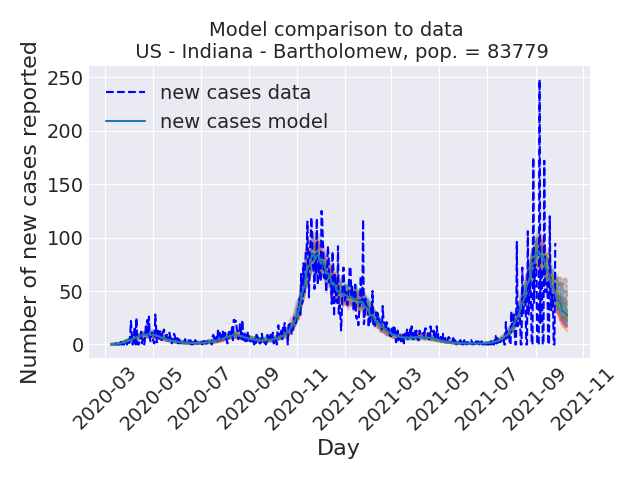 Model comparison to data
US - Indiana - Bartholomew, pop. = 83779
Number of new cases reported
250
200
150
100
50
0
new cases data
new cases model
2020-03
2020-05
2020-07
2020-09
2020-11
2021-01
2021-03
2021-05
2021-07
2021-09
2021-11
Day